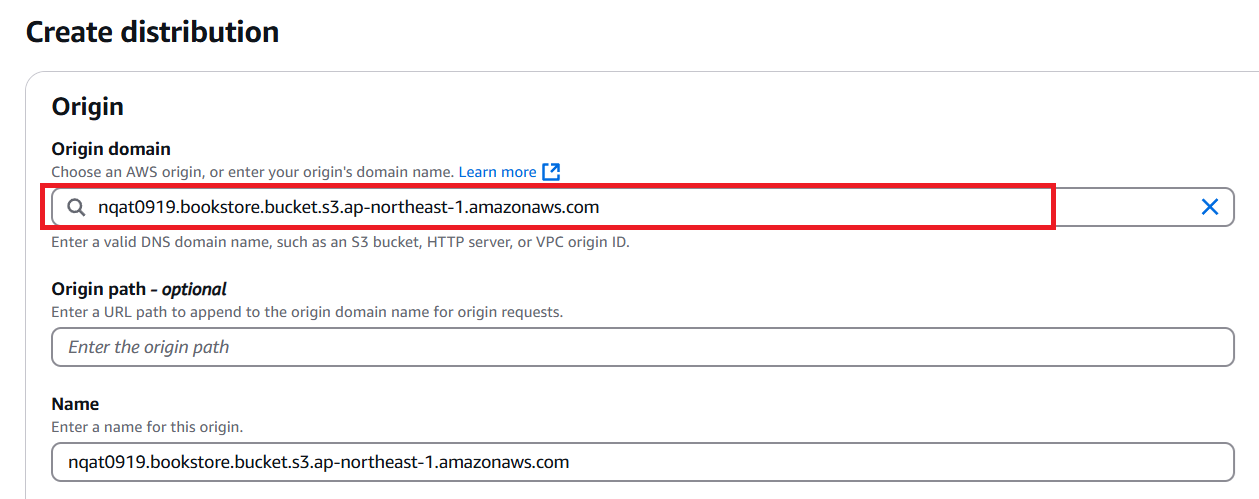 Create distribution
Origin
Origin domain
Choose an AWS origin, or enter your origin's domain name. Learn more
nqat0919.bookstore.bucket.s3.ap-northeast-1.amazonaws.com
Enter a valid DNS domain name, such as an S3 bucket, HTTP server, or VPC origin ID.
Origin path - optional
Enter a URL path to append to the origin domain name for origin requests.
Enter the origin path
Name
Enter a name for this origin.
nqat0919.bookstore.bucket.s3.ap-northeast-1.amazonaws.com